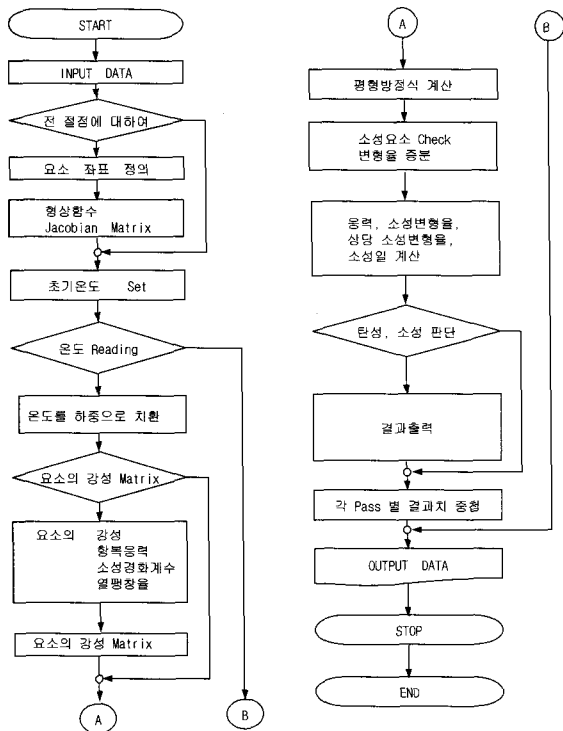 START
INPUT DATA
전 절점에 대하여
요소 좌표 정의
형상함수
Jacobian Matrix
초기온도 Set
온도 Reading
온도를 하중으로 치환
요소의 강성 Matrix
요소의 강성
항복응력
소성경화계수
열팽창율
요소의 강성 Matrix
A
B
A
B
평형방정식 계산
소성요소 Check
변형율 증분
응력, 소성변형율,
상당 소성변형율,
소성일 계산
탄성, 소성 판단
결과출력
각 Pass 별 결과치 중첩
OUTPUT DATA
STOP
END